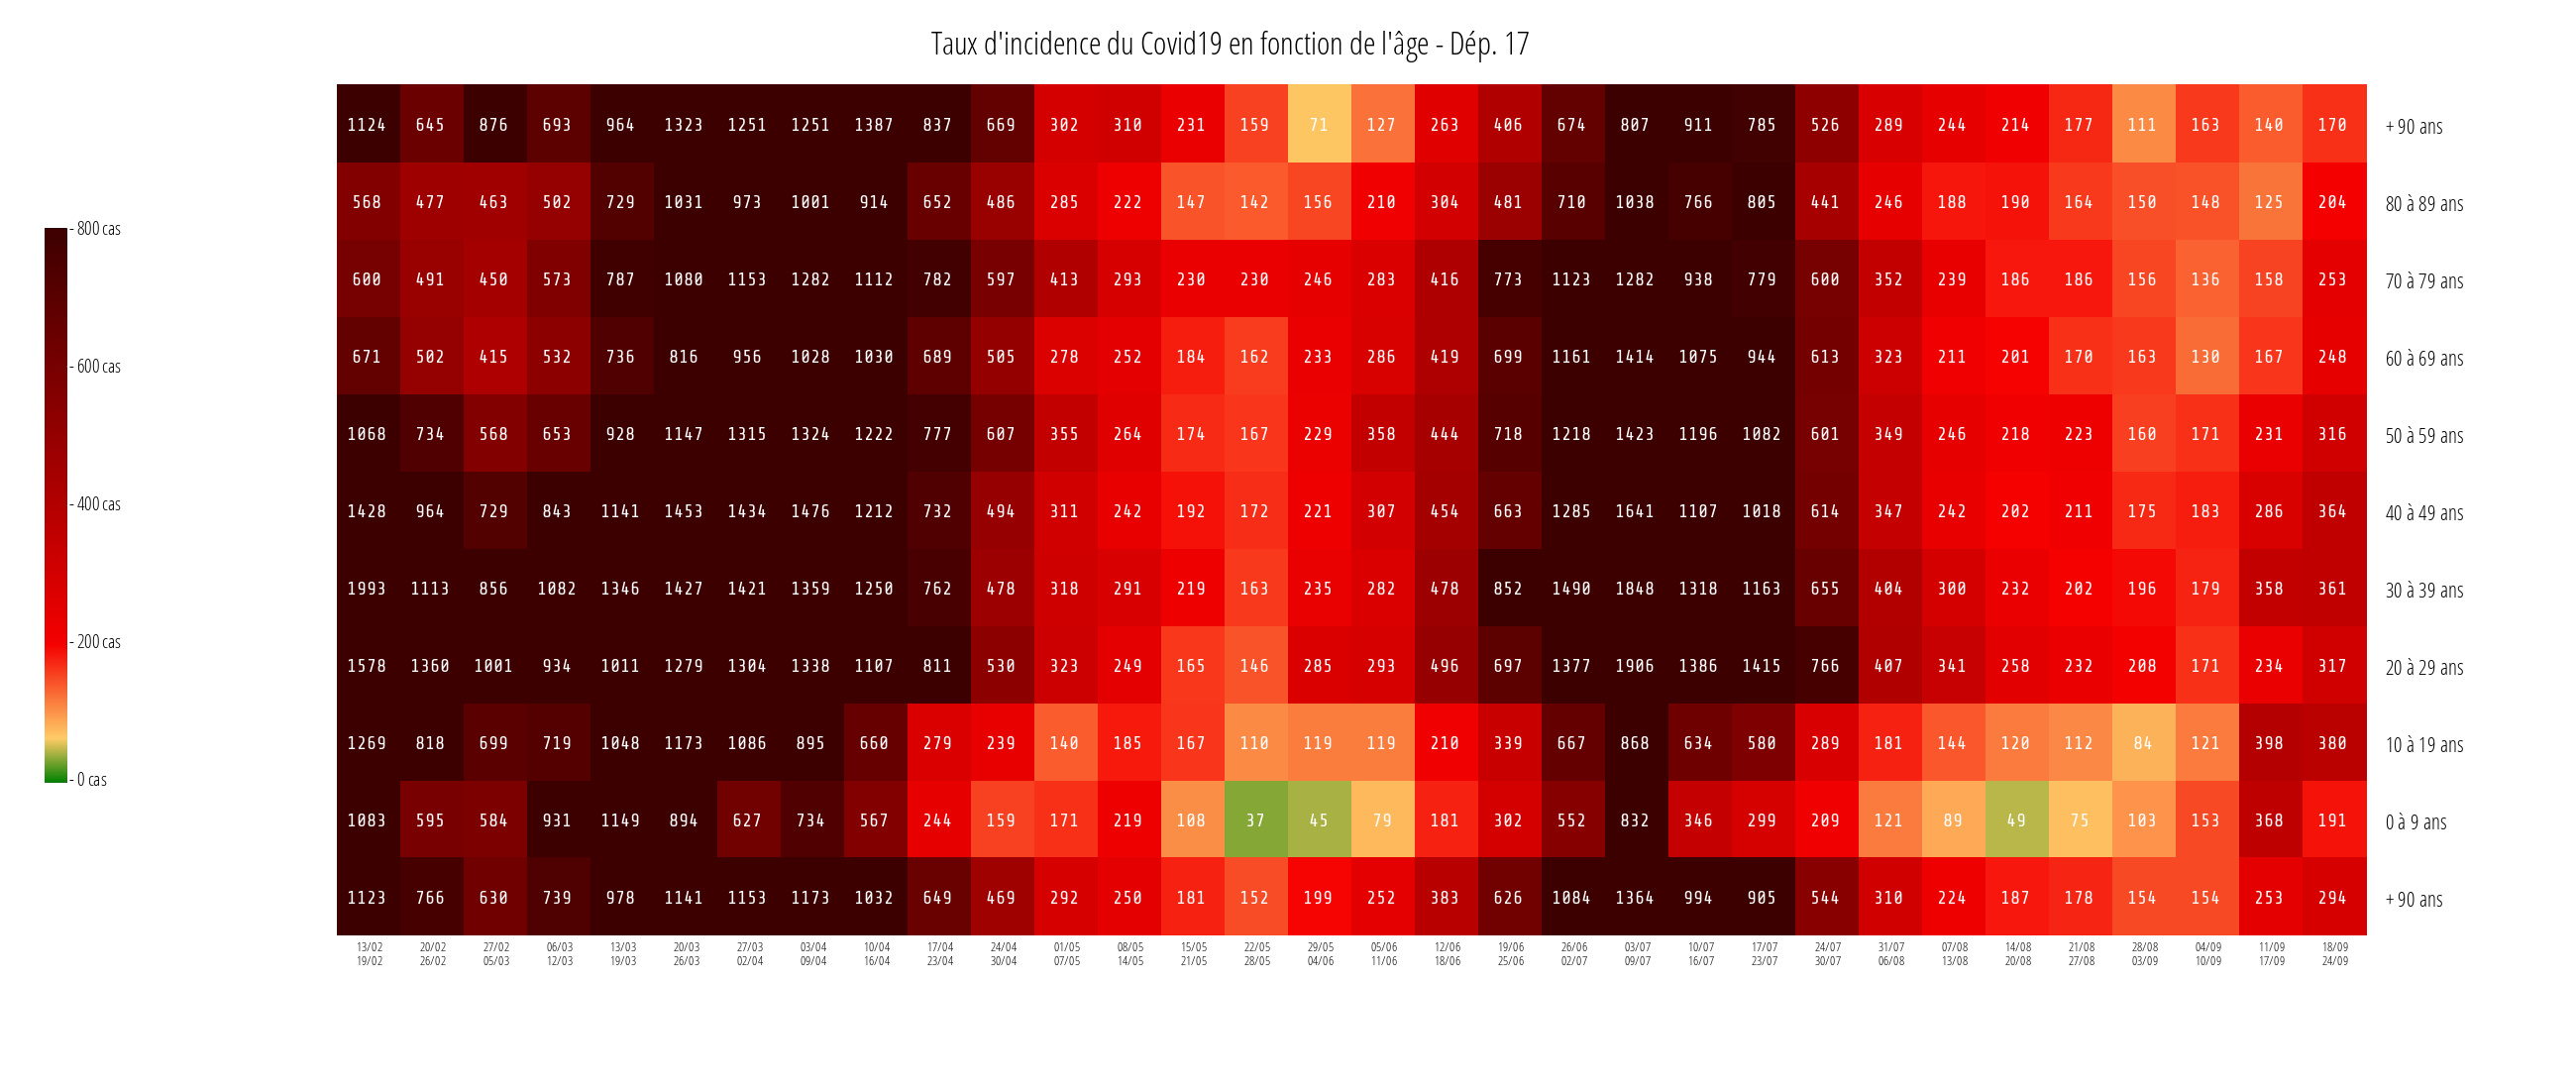 Taux d'incidence du Covid19 en fonction de l'âge - Dép. 17
1124 645 876 693 964 1323 1251 1251 1387 837 669 302 310 231 159 71 127 263 406 674 807 911 785 526 289 244 214 177 111 163 140 170 + 90 ans
568 477 463 502 729 1031 973 1001 914 652 486 285 222 147 142 156 210 304 481 710 1038 766 805 441 246 188 190 164 150 148 125 204 80 à 89 ans
- 800 cas
600 491 450 573 787 1080 1153 1282 1112 782 597 413 293 230 230 246 283 416 773 1123 1282 938 779 600 352 239 186 186 156 136 158 253 70 à 79 ans
671 502 415 532 736 816 956 1028 1030 689 505 278 252 184 162 233 286 419 699 1161 1414 1075 944 613 323 211 201 170 163 130 167 248 60 à 69 ans
- 600 cas
1068 734 568 653 928 1147 1315 1324 1222 777 607 355 264 174 167 229 358 444 718 1218 1423 1196 1082 601 349 246 218 223 160 171 231 316 50 à 59 ans
- 400 cas
1428 964 729 843 1141 1453 1434 1476 1212 732 494 311 242 192 172 221 307 454 663 1285 1641 1107 1018 614 347 242 202 211 175 183 286 364 40 à 49 ans
1993 1113 856 1082 1346 1427 1421 1359 1250 762 478 318 291 219 163 235 282 478 852 1490 1848 1318 1163 655 404 300 232 202 196 179 358 361 30 à 39 ans
- 200 cas
1578 1360 1001 934 1011 1279 1304 1338 1107 811 530 323 249 165 146 285 293 496 697 1377 1906 1386 1415 766 407 341 258 232 208 171 234 317 20 à 29 ans
1269 818 699 719 1048 1173 1086 895 660 279 239 140 185 167 110 119 119 210 339 667 868 634 580 289 181 144 120 112 84 121 398 380 10 à 19 ans
- 0 cas
1083 595 584 931 1149 894 627 734 567 244 159 171 219 108 37 45 79 181 302 552 832 346 299 209 121 89 49 75 103 153 368 191 0 à 9 ans
1123 766 630 739 978 1141 1153 1173 1032 649 469 292 250 181 152 199 252 383 626 1084 1364 994 905 544 310 224 187 178 154 154 253 294 + 90 ans
13/02 20/02 27/02 06/03 13/03 20/03 27/03 03/04 10/04 17/04 24/04 01/05 08/05 15/05 22/05 29/05 05/06 12/06 19/06 26/06 03/07 10/07 17/07 24/07 31/07 07/08 14/08 21/08 28/08 04/09 11/09 18/09
19/02 26/02 05/03 12/03 19/03 26/03 02/04 09/04 16/04 23/04 30/04 07/05 14/05 21/05 28/05 04/06 11/06 18/06 25/06 02/07 09/07 16/07 23/07 30/07 06/08 13/08 20/08 27/08 03/09 10/09 17/09 24/09